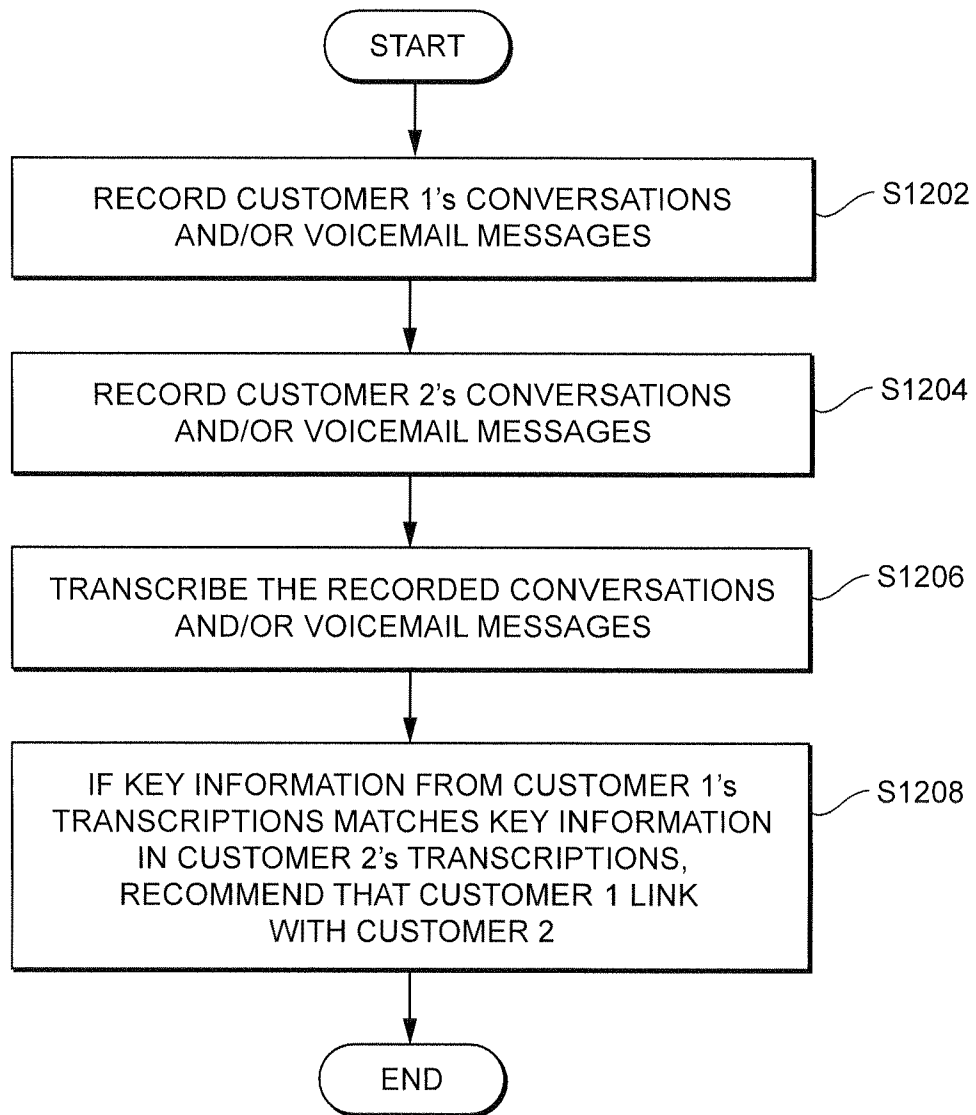 START
RECORD CUSTOMER 1's CONVERSATIONS
AND/OR VOICEMAIL MESSAGES
S1202
RECORD CUSTOMER 2's CONVERSATIONS
AND/OR VOICEMAIL MESSAGES
S1204
TRANSCRIBE THE RECORDED CONVERSATIONS
AND/OR VOICEMAIL MESSAGES
S1206
IF KEY INFORMATION FROM CUSTOMER 1's
TRANSCRIPTIONS MATCHES KEY INFORMATION
IN CUSTOMER 2's TRANSCRIPTIONS,
RECOMMEND THAT CUSTOMER 1 LINK
WITH CUSTOMER 2
S1208
END